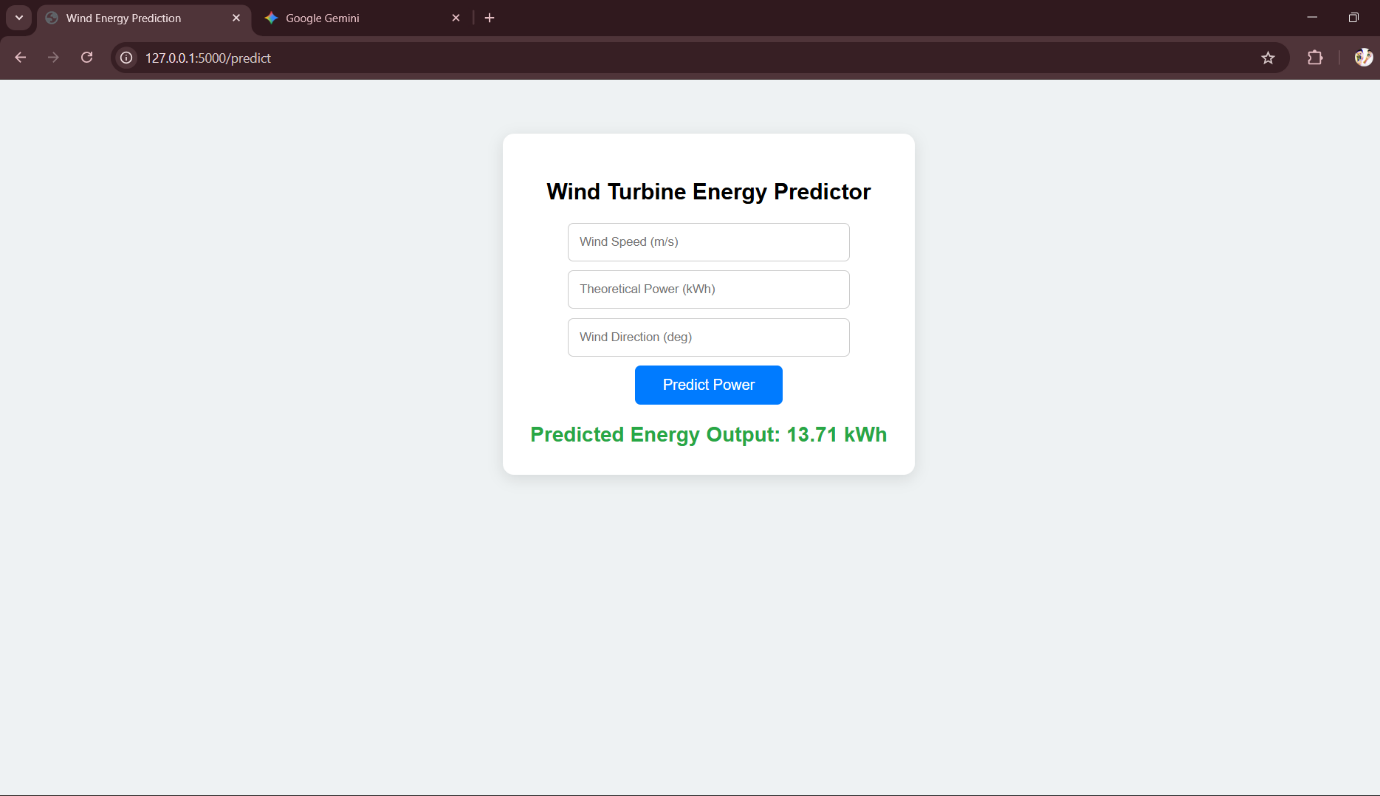 Wind Energy Prediction
Google Gemini
127.0.0.1:5000/predict
Wind Turbine Energy Predictor
Wind Speed (m/s)
Theoretical Power (kWh)
Wind Direction (deg)
Predict Power
Predicted Energy Output: 13.71 kWh